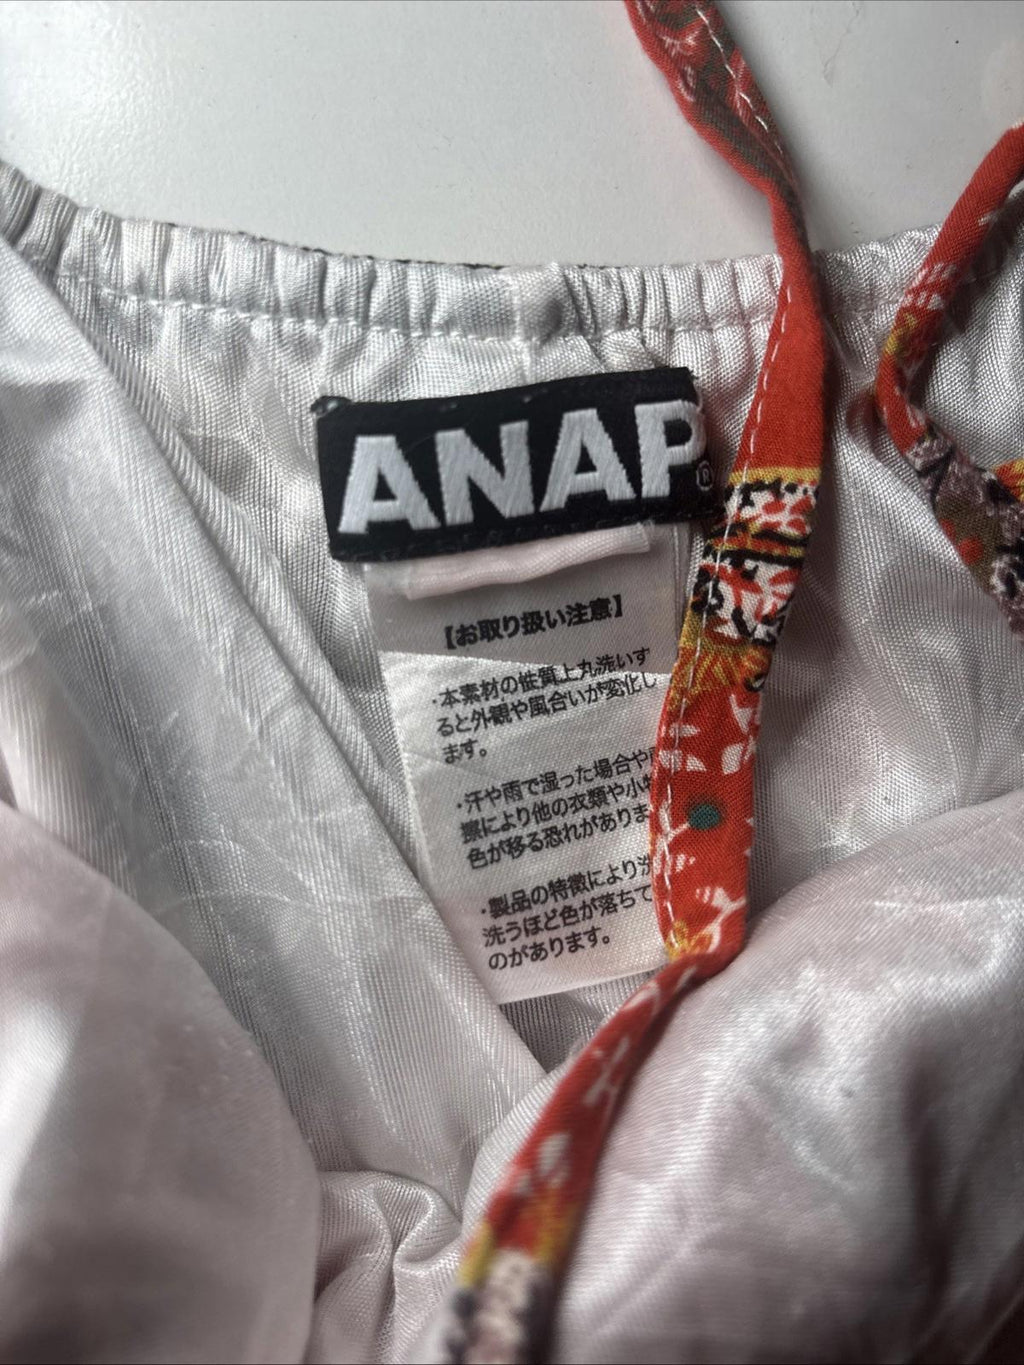 ANAP®
【お取り扱い注意】
・本素材の性質上丸洗いす
ると外観や風合いが変化し
ます。
・汗や雨で湿った場合や
擦により他の衣類や小
色が移る恐れがありま
・製品の特徴により洗
洗うほど色が落ちて
のがあります。